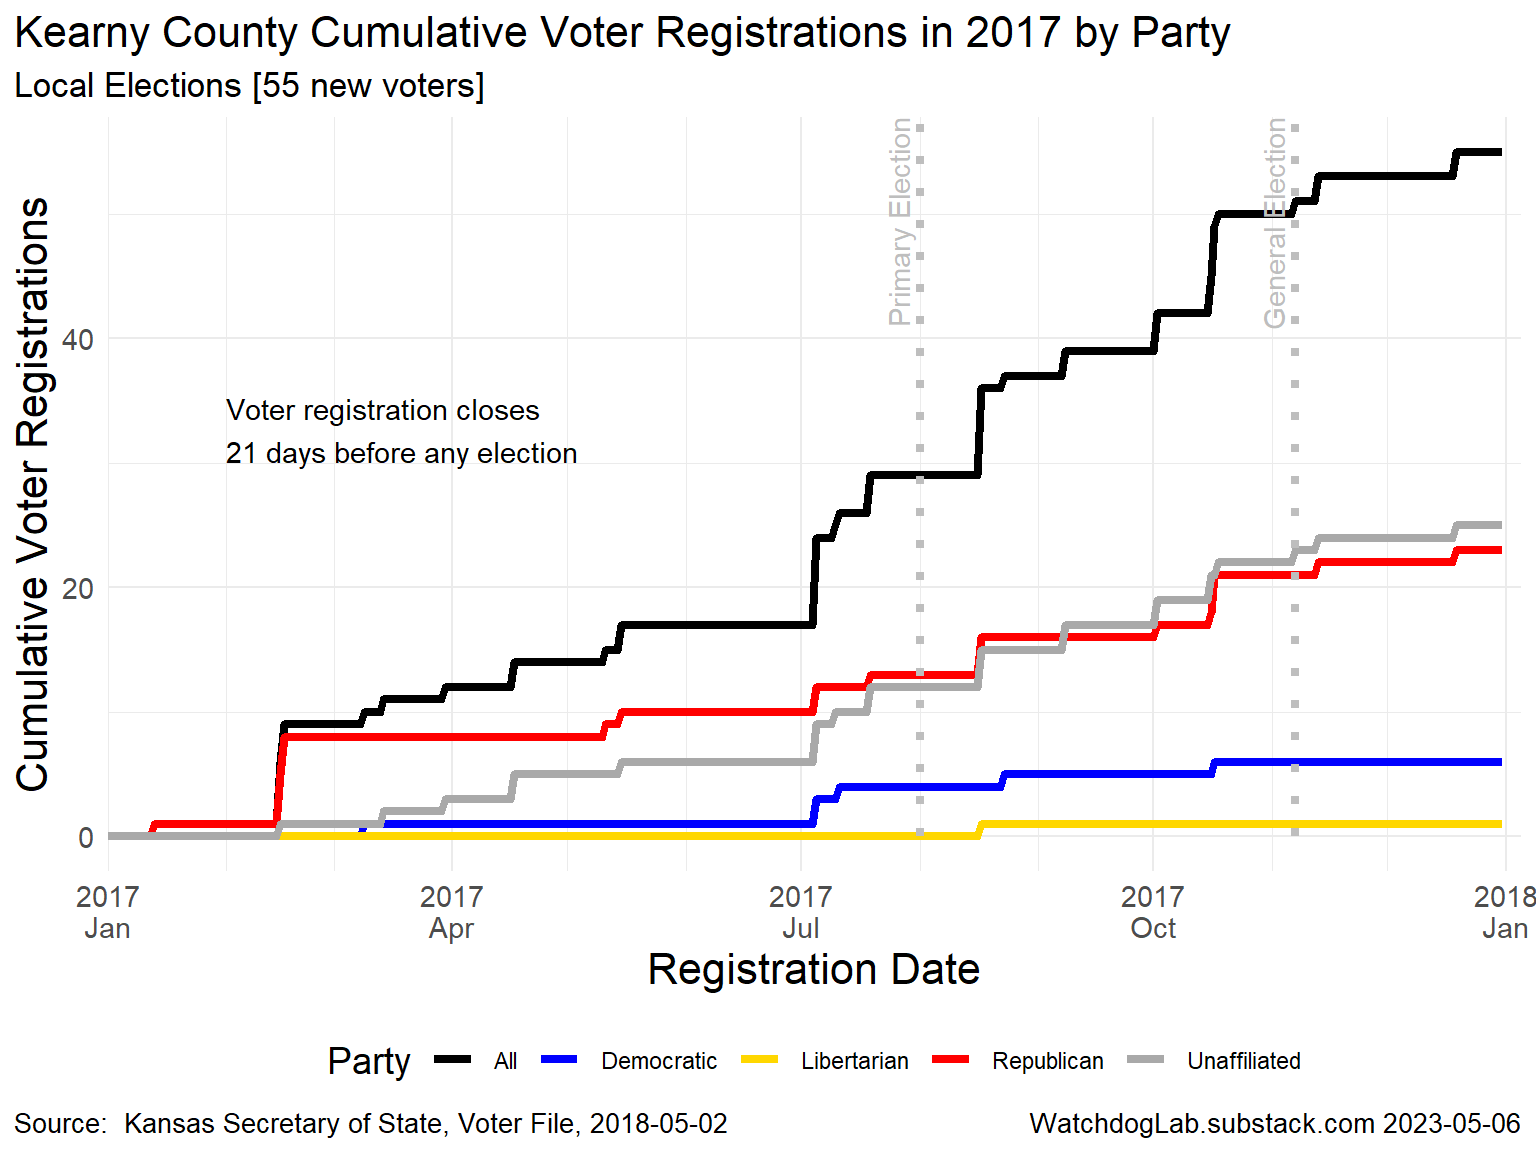 Kearny County Cumulative Voter Registrations in 2017 by Party
Local Elections [55 new voters]
Cumulative Voter Registrations
Primary Election
General Election
40
Voter registration closes
21 days before any election
20
0
2017 2017 2017 2017 2018
Jan Apr Jul Oct Jan
Registration Date
Party All Democratic Libertarian Republican Unaffiliated
Source:  Kansas Secretary of State, Voter File, 2018-05-02
WatchdogLab.substack.com 2023-05-06